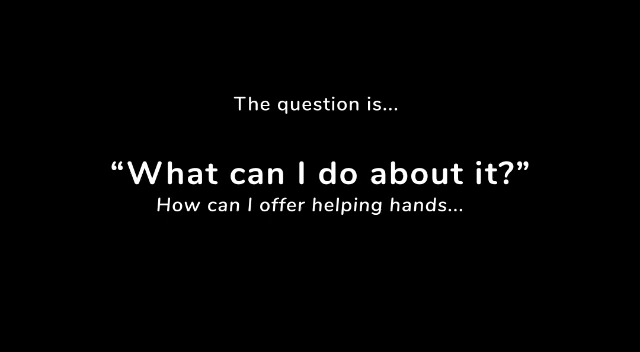 The question is...
“What can I do about it?”
How can I offer helping hands...